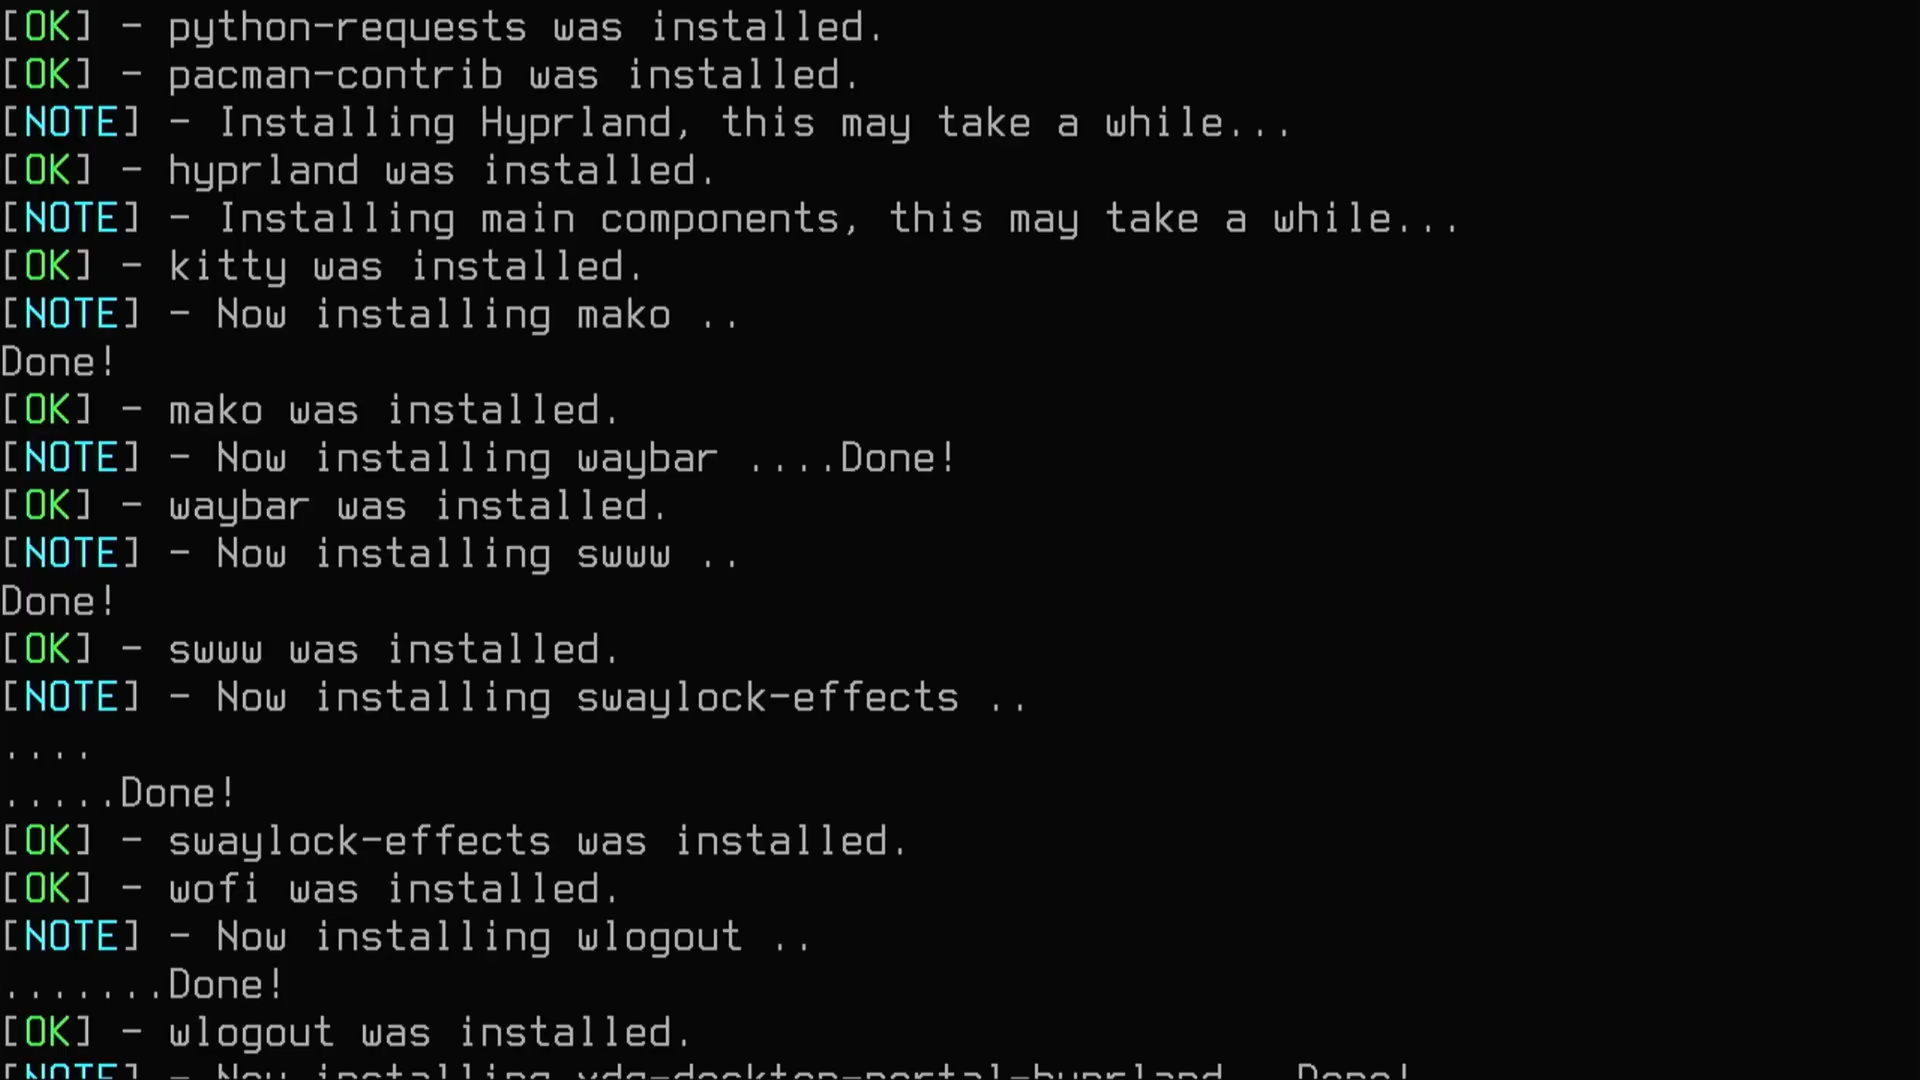 [OK] - python-requests was installed.
[OK] - pacman-contrib was installed.
[NOTE] - Installing Hyprland, this may take a while...
[OK] - hyprland was installed.
[NOTE] - Installing main components, this may take a while...
[OK] - kitty was installed.
[NOTE] - Now installing mako ..
Done!
[OK] - mako was installed.
[NOTE] - Now installing waybar ....Done!
[OK] - waybar was installed.
[NOTE] - Now installing swww ..
Done!
[OK] - swww was installed.
[NOTE] - Now installing swaylock-effects ..
....
.....Done!
[OK] - swaylock-effects was installed.
[OK] - wofi was installed.
[NOTE] - Now installing wlogout ..
.......Done!
[OK] - wlogout was installed.
[NOTE] - Now installing xdg-desktop-portal-hyprland ...Done!